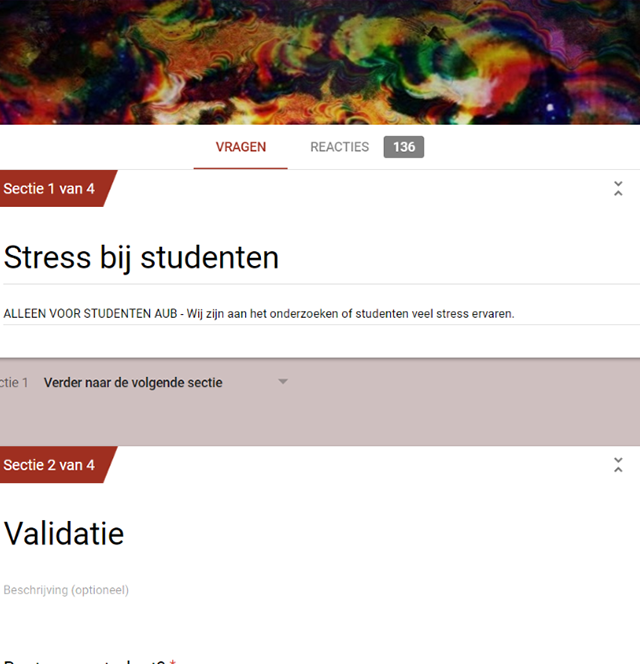 VRAGEN REACTIES 136
Sectie 1 van 4
Stress bij studenten
ALLEEN VOOR STUDENTEN AUB - Wij zijn aan het onderzoeken of studenten veel stress ervaren.
ctie 1 Verder naar de volgende sectie
Sectie 2 van 4
Validatie
Beschrijving (optioneel)